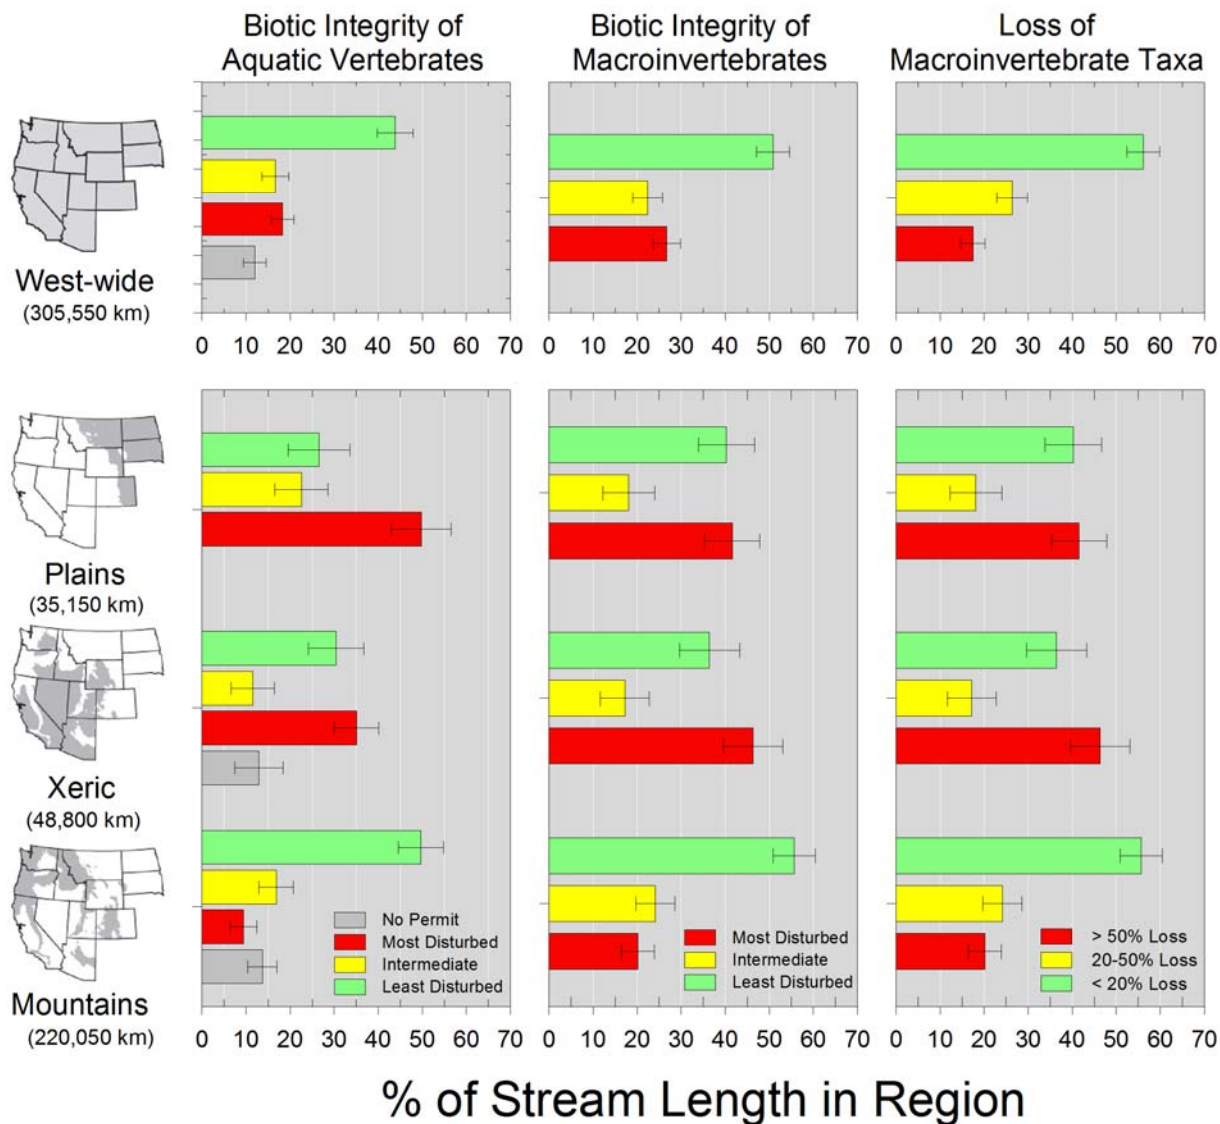 Biotic Integrity of
Aquatic Vertebrates
Biotic Integrity of
Macroinvertebrates
Loss of
Macroinvertebrate Taxa
West-wide
(305,550 km)
0 10 20 30 40 50 60 70
0 10 20 30 40 50 60 70
0 10 20 30 40 50 60 70
Plains
(35,150 km)
Xeric
(48,800 km)
Mountains
(220,050 km)
No Permit
Most Disturbed
Intermediate
Least Disturbed
Most Disturbed
Intermediate
Least Disturbed
> 50% Loss
20-50% Loss
< 20% Loss
0 10 20 30 40 50 60 70
0 10 20 30 40 50 60 70
0 10 20 30 40 50 60 70
% of Stream Length in Region